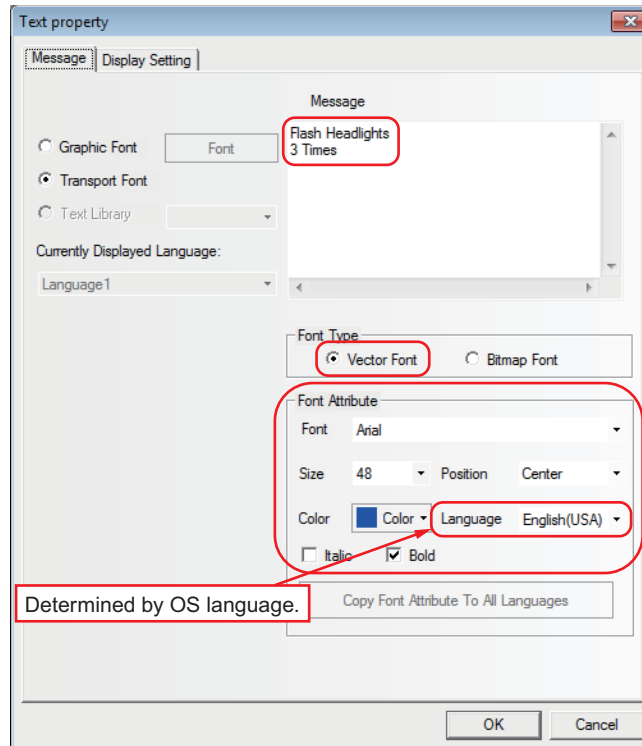 Text property
Message Display Setting
Message
Graphic Font Font
Flash Headlights
3 Times
Transport Font
Text Library
Currently Displayed Language:
Language1
Font Type
Vector Font Bitmap Font
Font Attribute
Font Arial
Size 48 Position Center
Color Color Language English(USA)
Italic Bold
Determined by OS language.
Copy Font Attribute To All Languages
OK Cancel